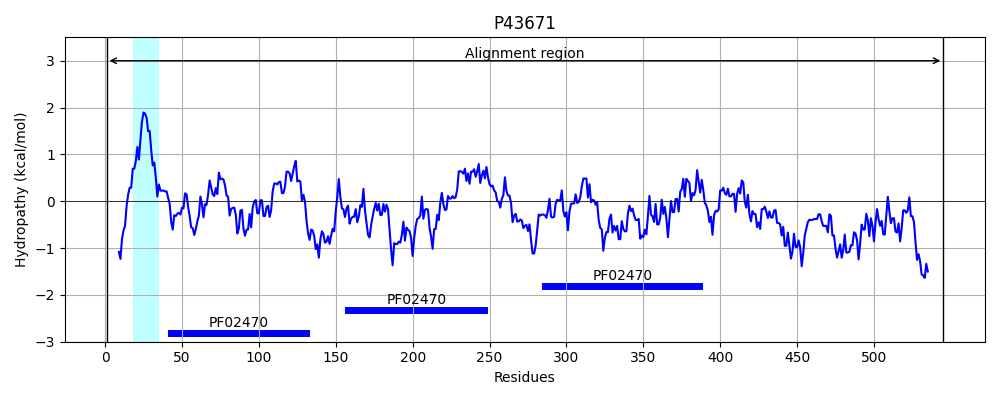 P43671
Alignment region
Hydropathy (kcal/mol)
3
2
1
0
−1
−2
−3
PF02470
PF02470
PF02470
0 50 100 150 200 250 300 350 400 450 500
Residues